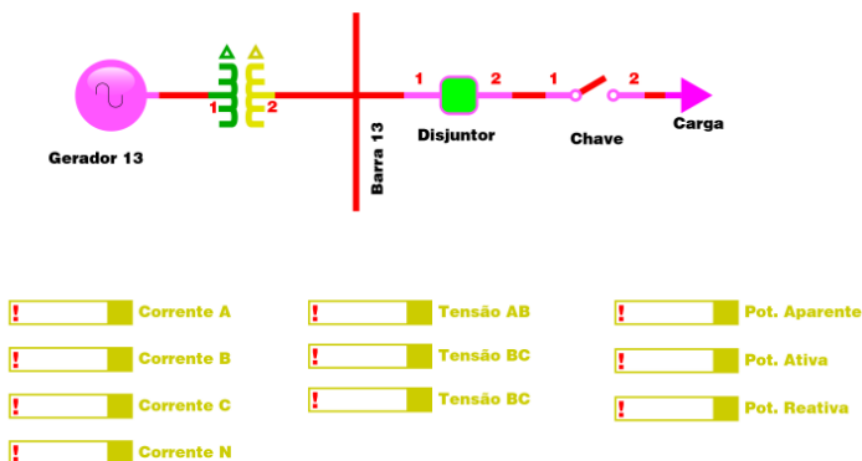 1
2
1
2
1
2
Gerador 13
Barra 13
Disjuntor
Chave
Carga
! Corrente A
! Tensão AB
! Pot. Aparente
! Corrente B
! Tensão BC
! Pot. Ativa
! Corrente C
! Tensão BC
! Pot. Reativa
! Corrente N